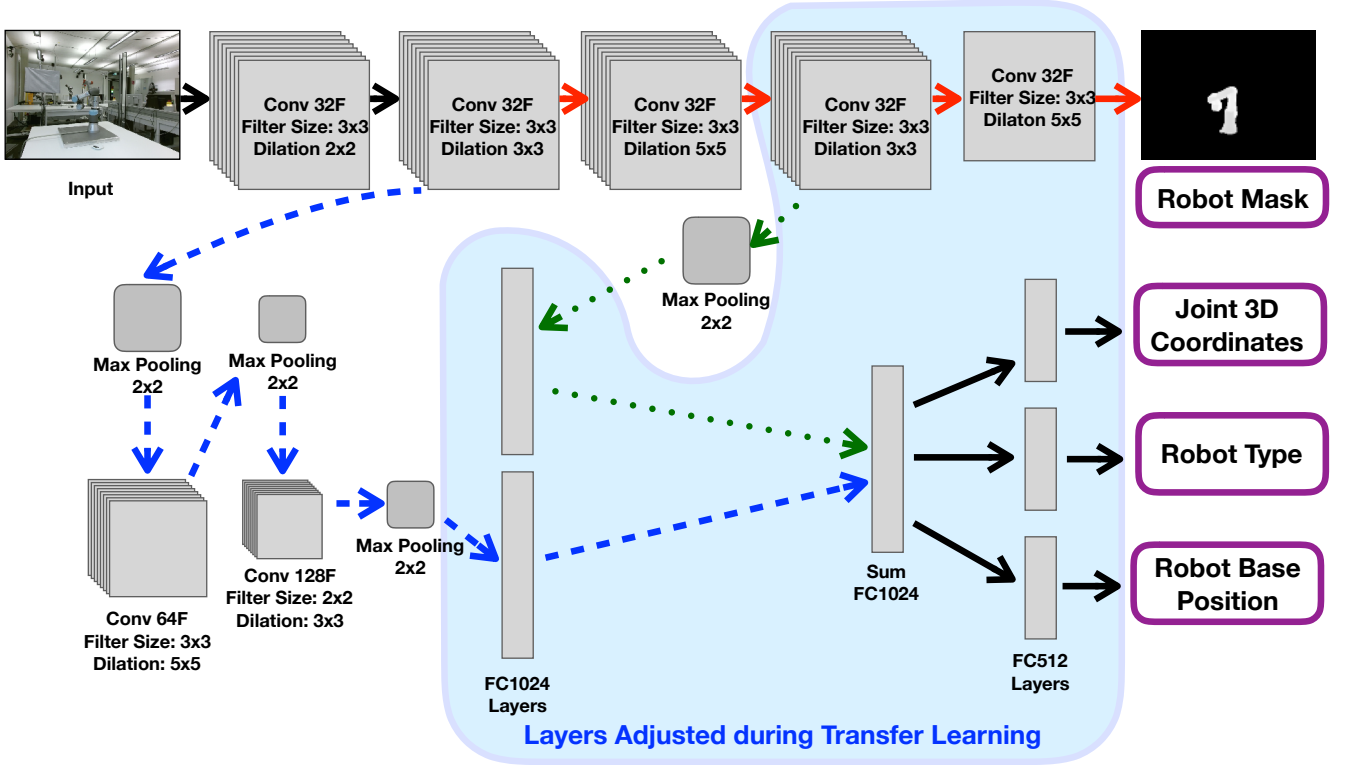 Input
Conv 32F
Filter Size: 3x3
Dilation 2x2
Conv 32F
Filter Size: 3x3
Dilation 3x3
Conv 32F
Filter Size: 3x3
Dilation 5x5
Conv 32F
Filter Size: 3x3
Dilation 3x3
Conv 32F
Filter Size: 3x3
Dilaton 5x5
Robot Mask
Max Pooling
2x2
Max Pooling
2x2
Max Pooling
2x2
Joint 3D
Coordinates
Robot Type
Robot Base
Position
Conv 64F
Filter Size: 3x3
Dilation: 5x5
Conv 128F
Filter Size: 2x2
Dilation: 3x3
Max Pooling
2x2
FC1024
Layers
Sum
FC1024
FC512
Layers
Layers Adjusted during Transfer Learning